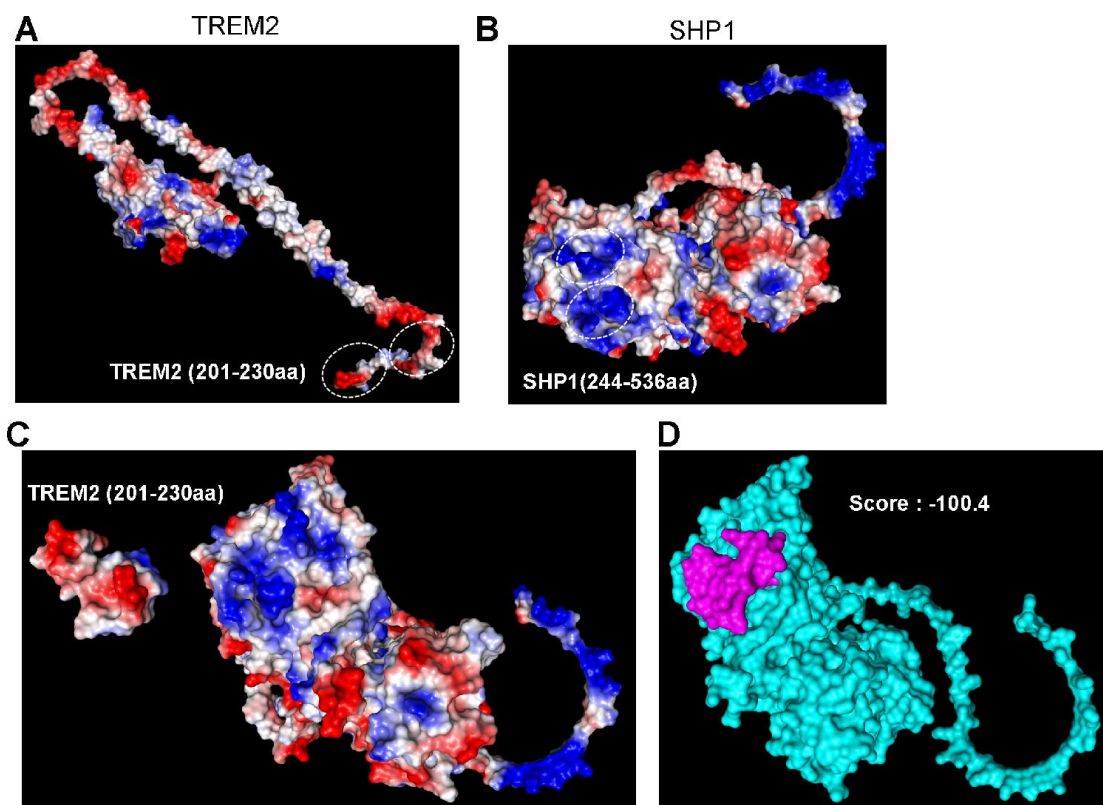 A
TREM2
TREM2 (201-230aa)
B
SHP1
SHP1(244-536aa)
C
TREM2 (201-230aa)
D
Score : -100.4